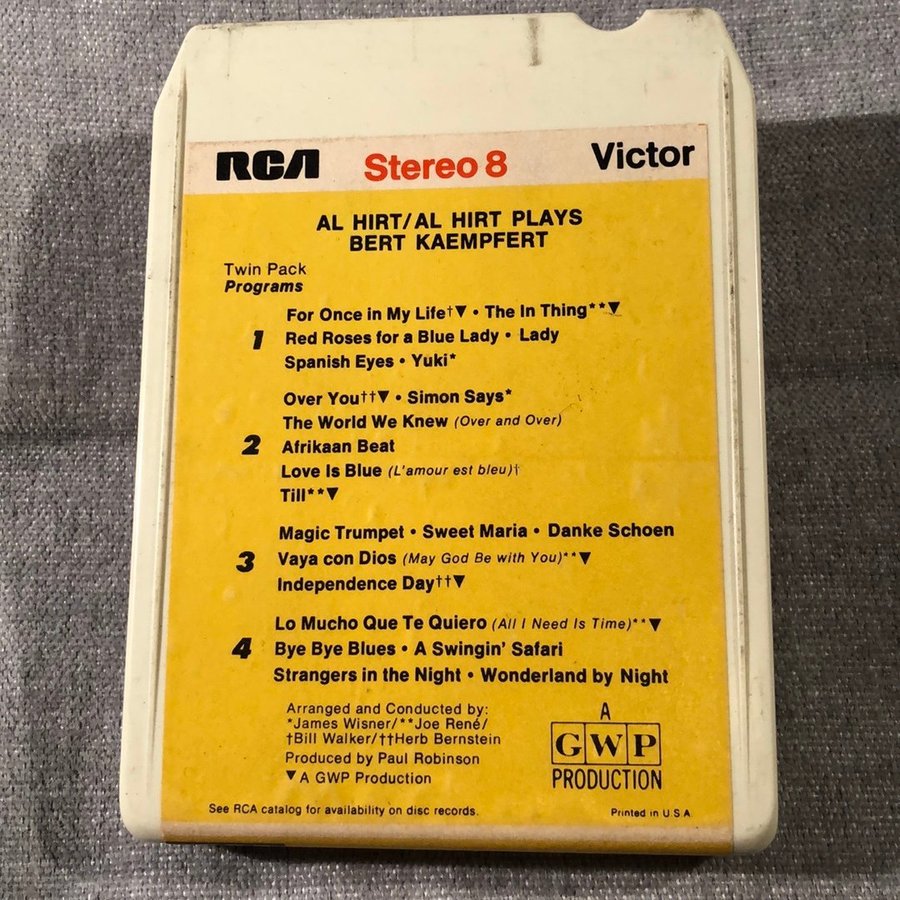 RCA Stereo 8 Victor
AL HIRT/AL HIRT PLAYS
BERT KAEMPFERT
Twin Pack
Programs
For Once in My Life†▼ • The In Thing**▼
1 Red Roses for a Blue Lady • Lady
Spanish Eyes • Yuki*
Over You††▼ • Simon Says*
The World We Knew (Over and Over)
2 Afrikaan Beat
Love Is Blue (L'amour est bleu)†
Till**▼
Magic Trumpet • Sweet Maria • Danke Schoen
3 Vaya con Dios (May God Be with You)**▼
Independence Day††▼
Lo Mucho Que Te Quiero (All I Need Is Time)**▼
4 Bye Bye Blues • A Swingin' Safari
Strangers in the Night • Wonderland by Night
Arranged and Conducted by:
*James Wisner/**Joe René/
†Bill Walker/††Herb Bernstein
Produced by Paul Robinson
▼A GWP Production
A
GWP
PRODUCTION
See RCA catalog for availability on disc records.
Printed in U S A